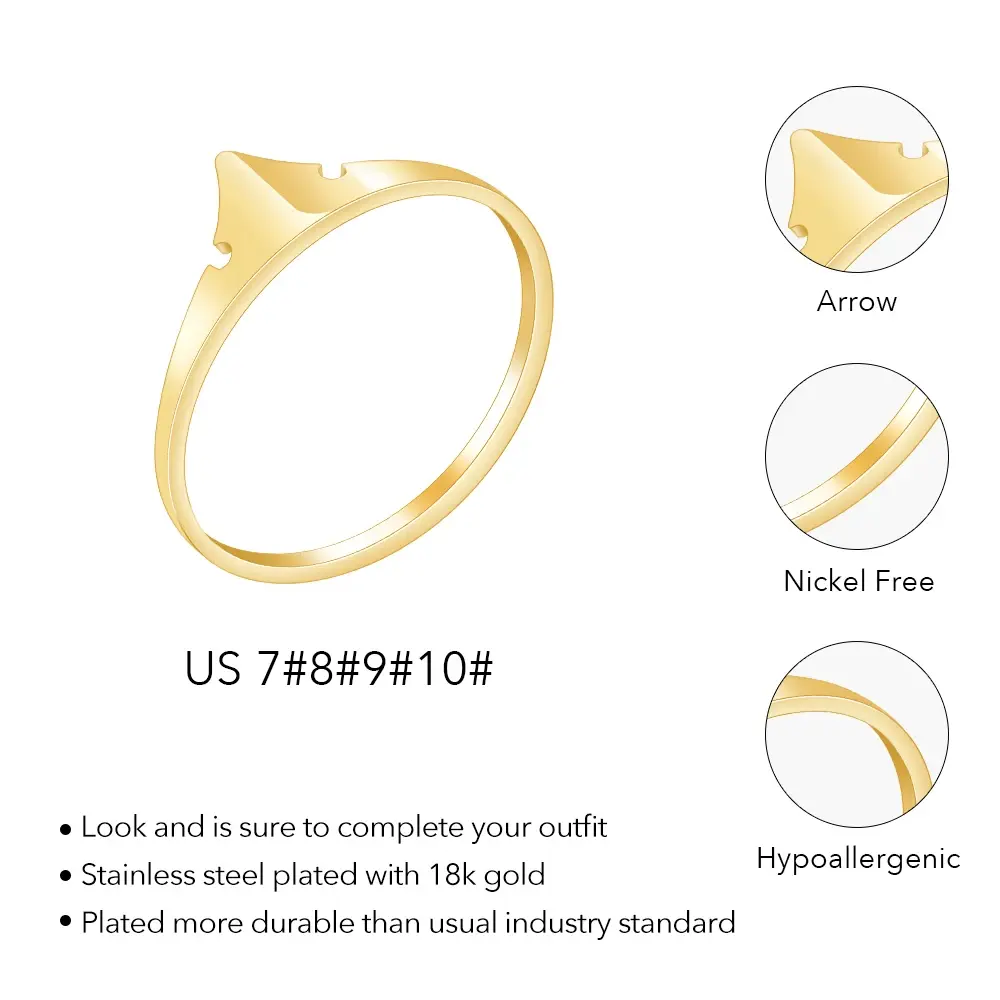 Arrow
Nickel Free
US 7#8#9#10#
Hypoallergenic
• Look and is sure to complete your outfit
• Stainless steel plated with 18k gold
• Plated more durable than usual industry standard